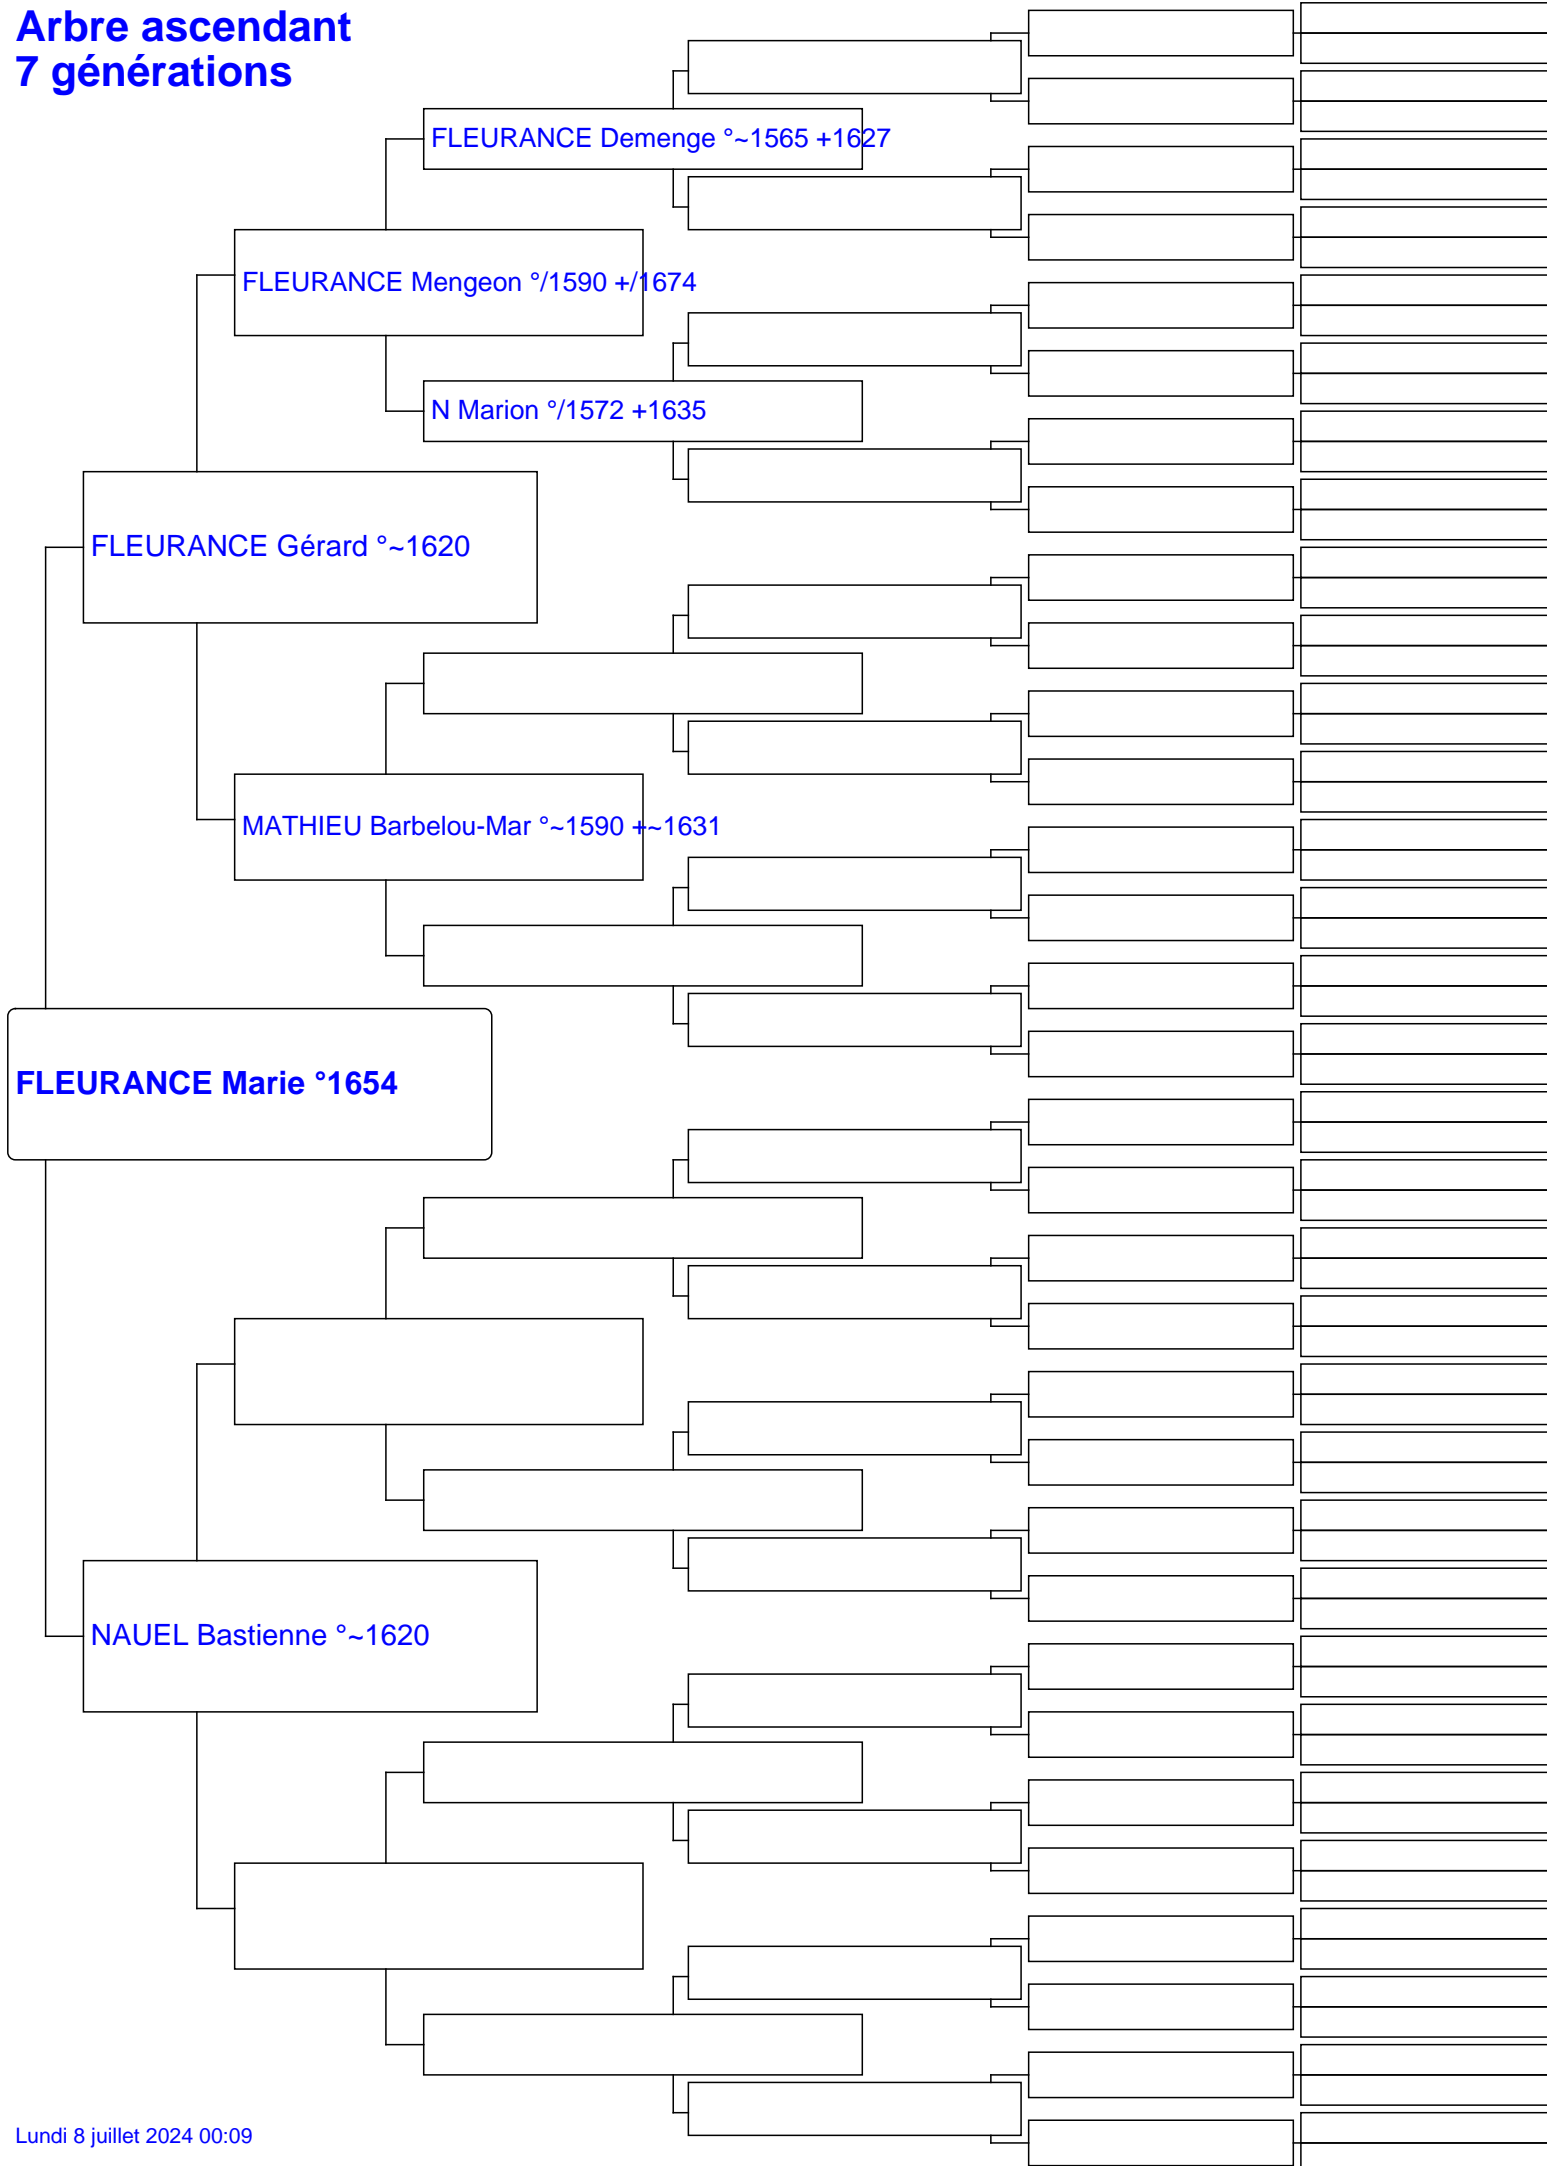 Arbre ascendant
7 générations
FLEURANCE Demenge °~1565 +1627
FLEURANCE Mengeon °/1590 +/1674
N Marion °/1572 +1635
FLEURANCE Gérard °~1620
MATHIEU Barbelou-Mar °~1590 +~1631
FLEURANCE Marie °1654
NAUEL Bastienne °~1620
Lundi 8 juillet 2024 00:09